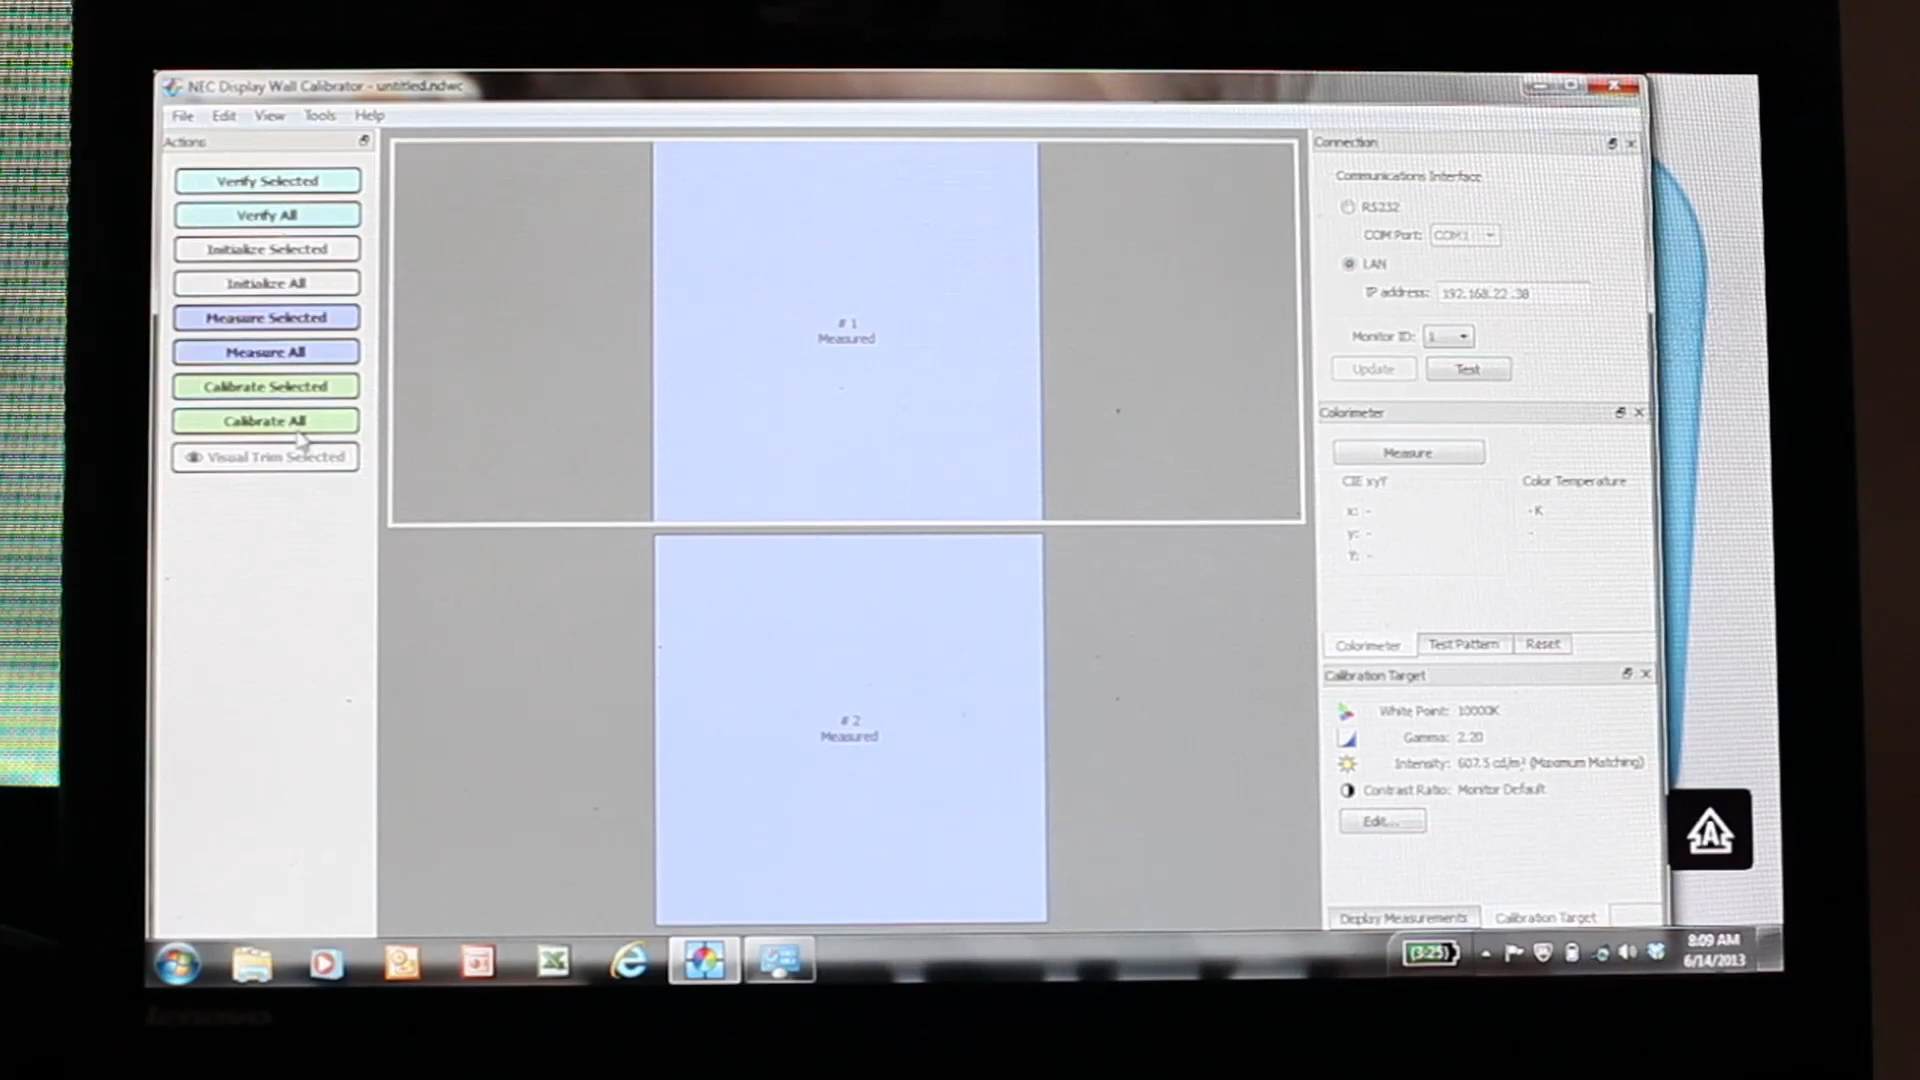 NEC Display Wall Calibrator - untitled.ndwc
File Edit View Tools Help
Actions
Verify Selected
Verify All
Initialize Selected
Initialize All
Measure Selected
Measure All
Calibrate Selected
Calibrate All
Visual Trim Selected
# 1
Measured
# 2
Measured
Connection
Communications Interface
RS232
COM Port: COM1
LAN
IP address: 192.168.22.38
Monitor ID: 1
Update Test
Colorimeter
Measure
CIE xyY Color Temperature
x: - - K
y: - -
Y: -
Colorimeter Test Pattern Reset
Calibration Target
White Point: 10000K
Gamma: 2.20
Intensity: 607.5 cd/m² (Maximum Matching)
Contrast Ratio: Monitor Default
Edit...
Display Measurements Calibration Target
A
(3:25)
8:09 AM
6/14/2013
lenovo